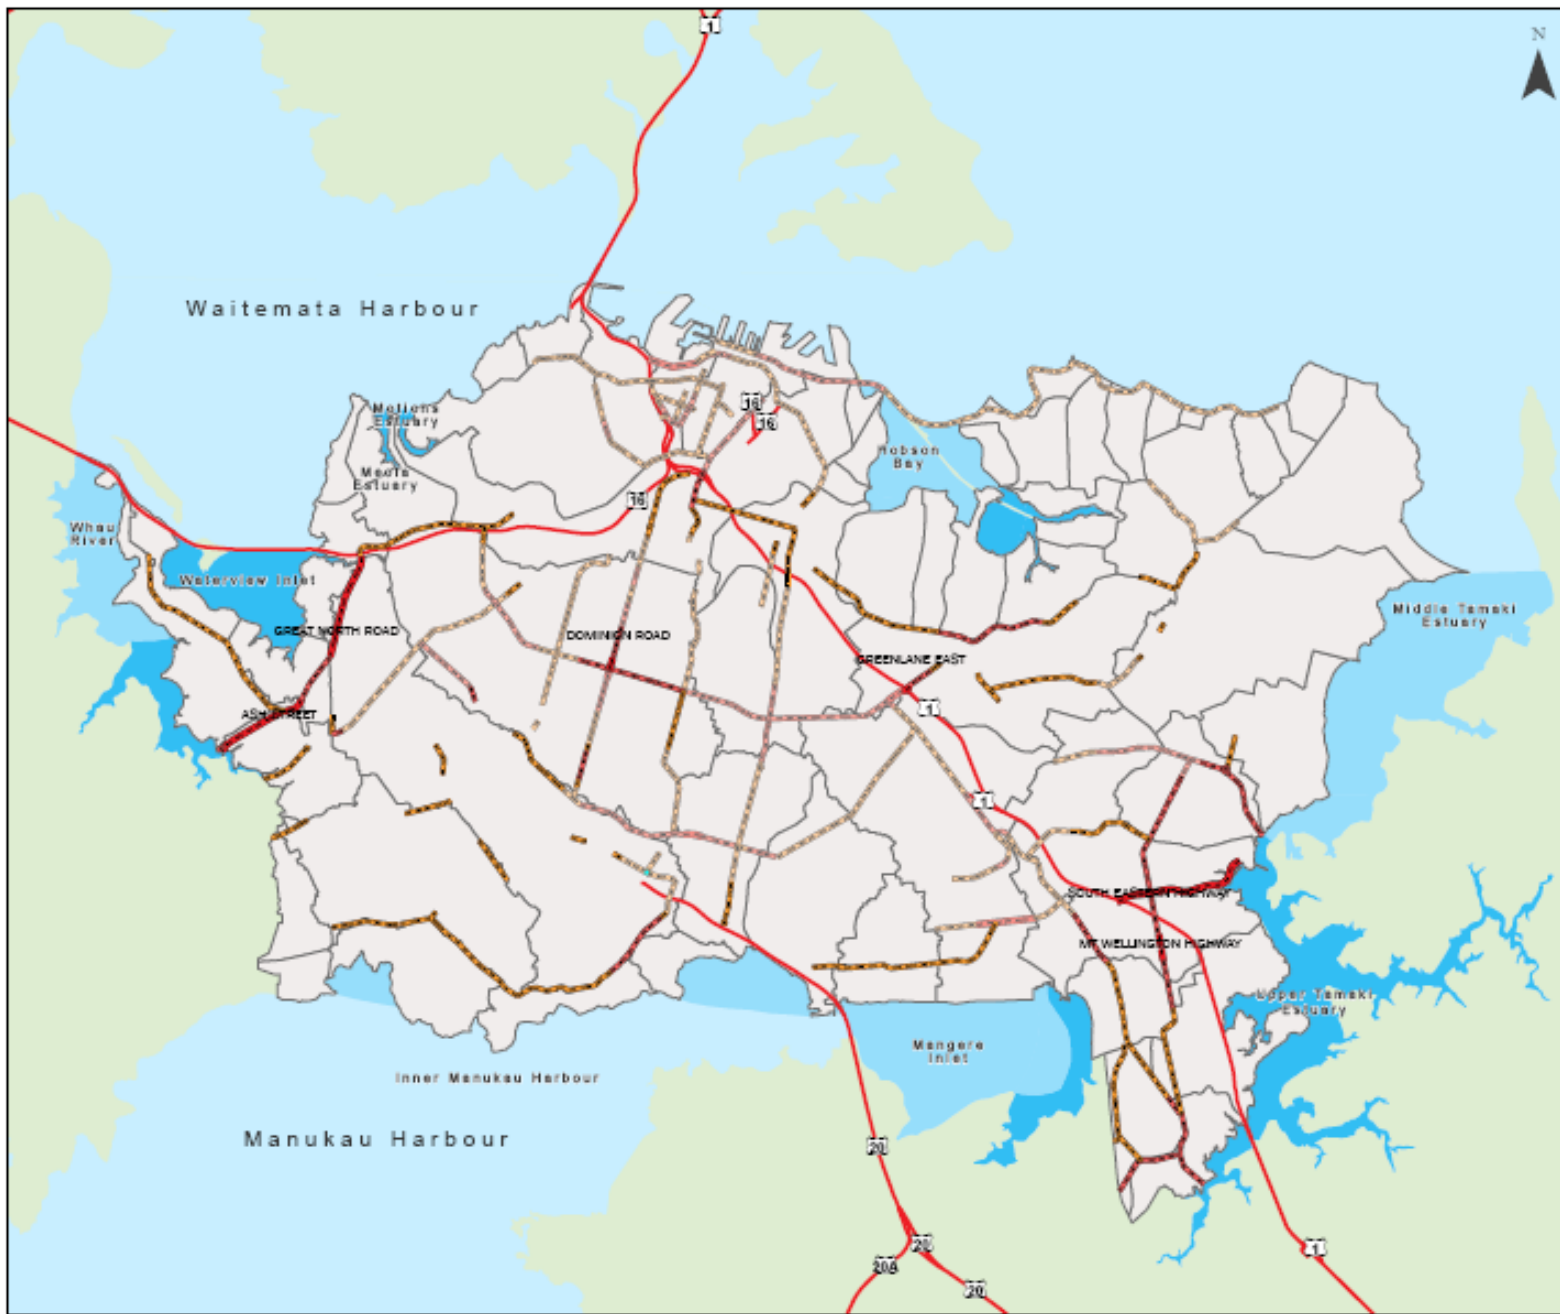 1
N
Waitemata Harbour
16
16
Motions
Estuary
Hobson
Bay
Meola
Estuary
16
Whau
River
Waterview Inlet
Middle Tamaki
Estuary
GREAT NORTH ROAD
DOMINION ROAD
GREENLANE EAST
ASH STREET
1
1
SOUTH EASTERN HIGHWAY
MT WELLINGTON HIGHWAY
Upper Tamaki
Estuary
Mangere
Inlet
Inner Manukau Harbour
Manukau Harbour
20
20
1
20A
20